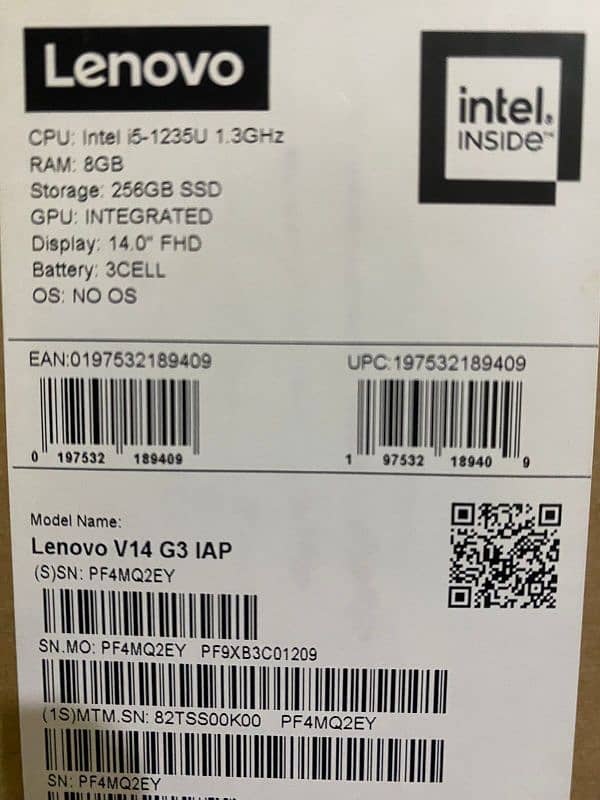 Lenovo
intel.
INSIDE™
CPU: Intel i5-1235U 1.3GHz
RAM: 8GB
Storage: 256GB SSD
GPU: INTEGRATED
Display: 14.0" FHD
Battery: 3CELL
OS: NO OS
EAN:0197532189409
UPC:197532189409
0 197532 189409
1 97532 18940 9
Model Name:
Lenovo V14 G3 IAP
(S)SN: PF4MQ2EY
SN.MO: PF4MQ2EY PF9XB3C01209
(1S)MTM.SN: 82TSS00K00 PF4MQ2EY
SN: PF4MQ2EY